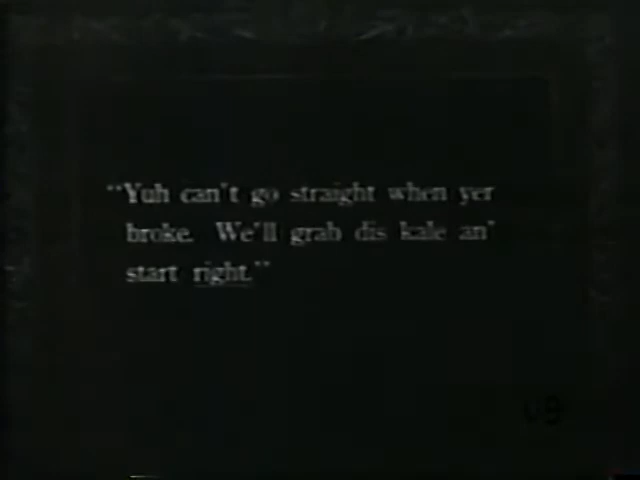 "Yuh can't go straight when yer
broke. We'll grab dis kale an'
start right."